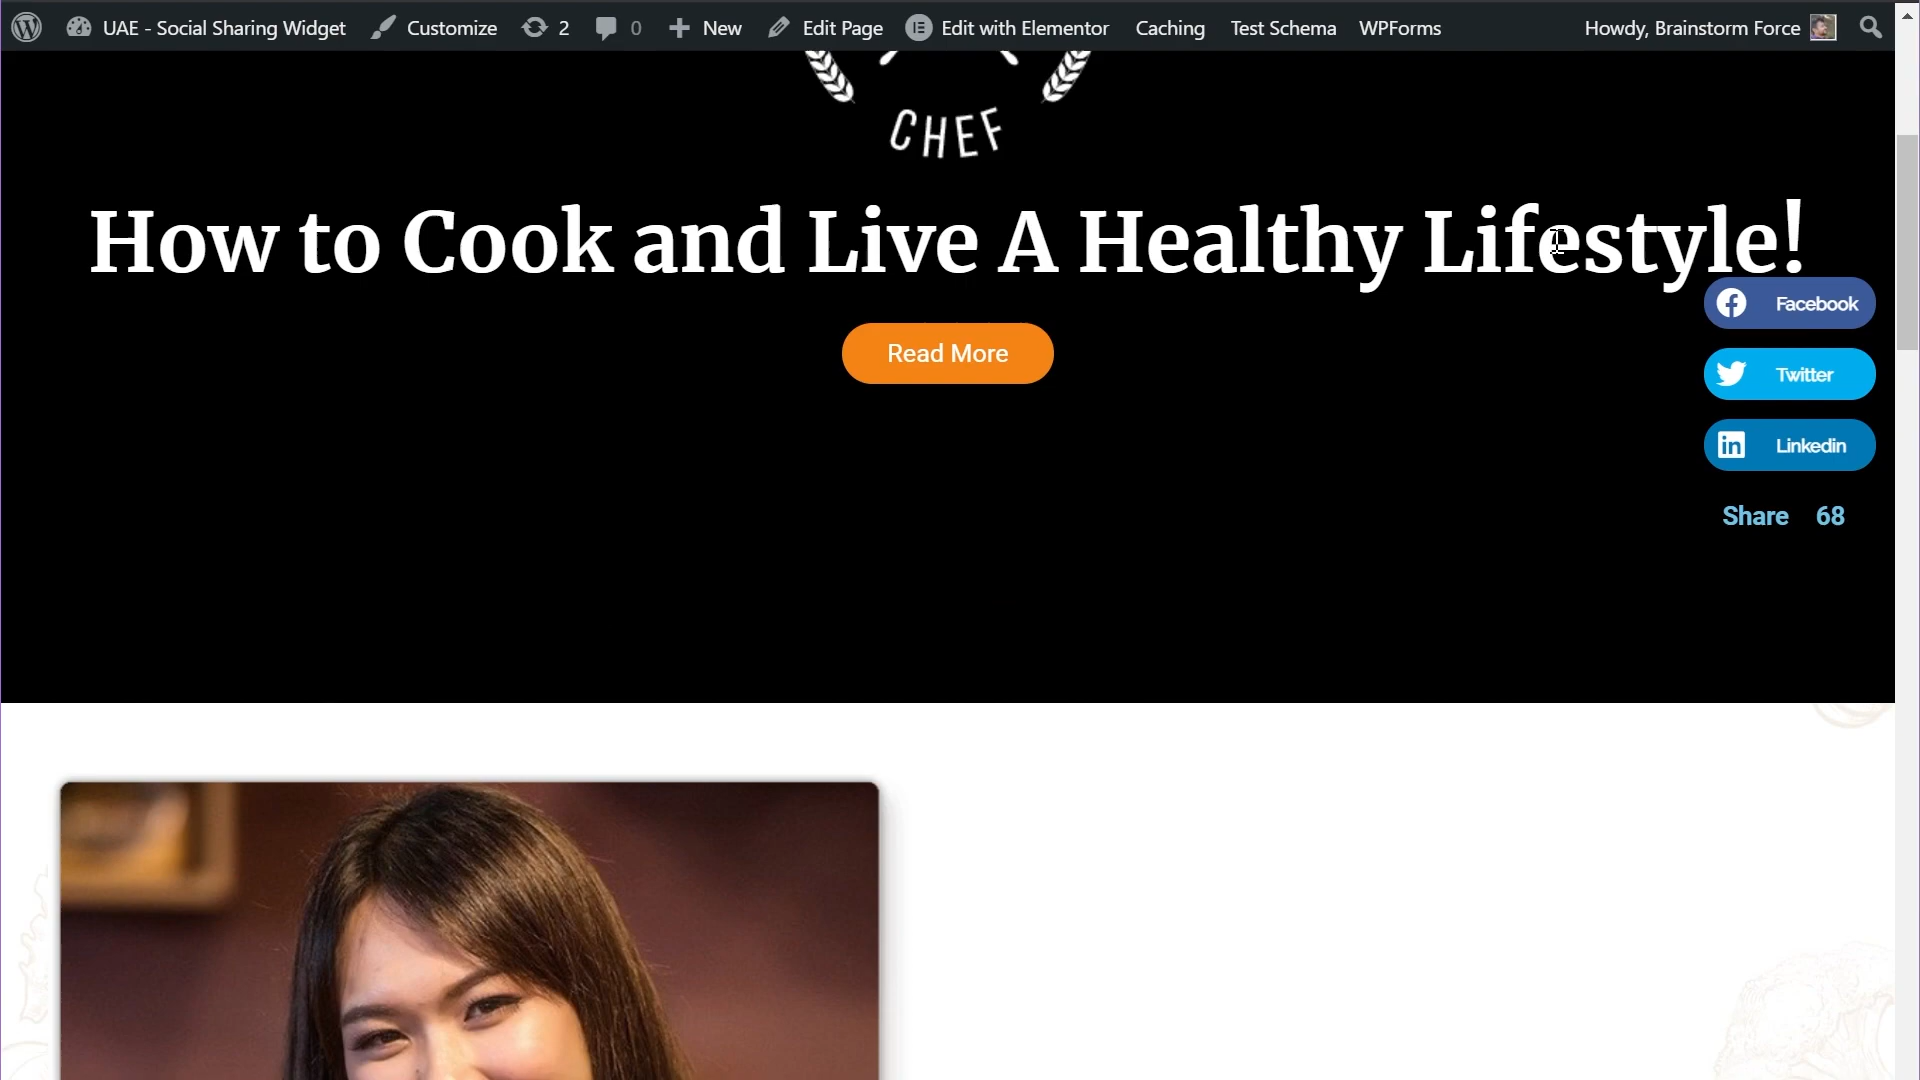 UAE - Social Sharing Widget Customize 2 0 New Edit Page Edit with Elementor Caching Test Schema WPForms Howdy, Brainstorm Force
CHEF
How to Cook and Live A Healthy Lifestyle!
Read More
Facebook
Twitter
Linkedin
Share 68